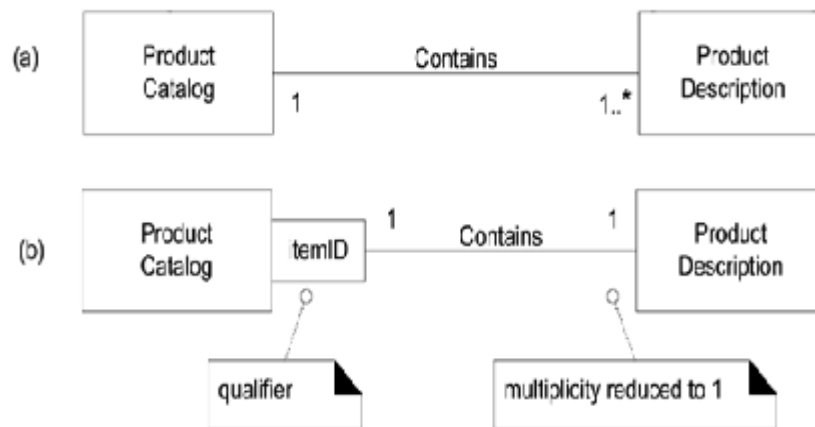 (a)
Product
Catalog
Contains
1
1..*
Product
Description
(b)
Product
Catalog
itemID
1
Contains
1
Product
Description
qualifier
multiplicity reduced to 1